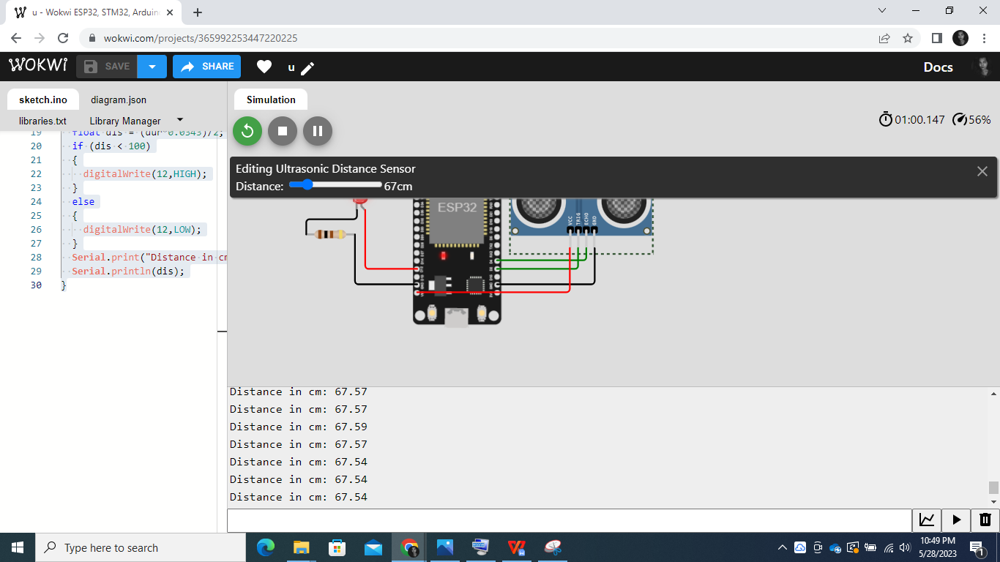 u - Wokwi ESP32, STM32, Arduin
wokwi.com/projects/365992253447220225
WOKWI
SAVE
SHARE
u
Docs
sketch.ino
diagram.json
libraries.txt
Library Manager
Simulation
01:00.147
56%
19 float dis = (dur*0.0343)/2;
20 if (dis < 100)
21 {
22 digitalWrite(12,HIGH);
23 }
24 else
25 {
26 digitalWrite(12,LOW);
27 }
28 Serial.print("Distance in cm
29 Serial.println(dis);
30 }
Editing Ultrasonic Distance Sensor
Distance: 67cm
ESP32
VCC
TRIG
ECHO
GND
Distance in cm: 67.57
Distance in cm: 67.57
Distance in cm: 67.59
Distance in cm: 67.57
Distance in cm: 67.54
Distance in cm: 67.54
Distance in cm: 67.54
Type here to search
10:49 PM
5/28/2023
1